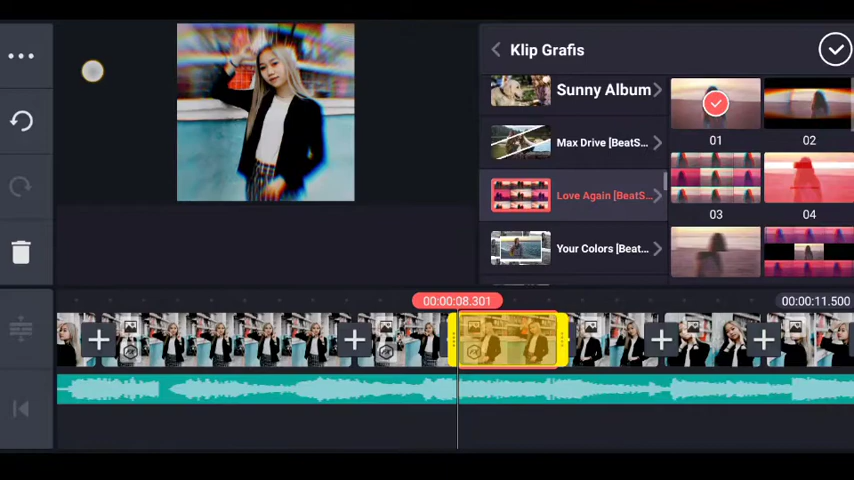 Klip Grafis
Sunny Album
Max Drive [BeatS...
Love Again [BeatS...
Your Colors [Beat...
01
02
03
04
00:00:08.301
00:00:11.500